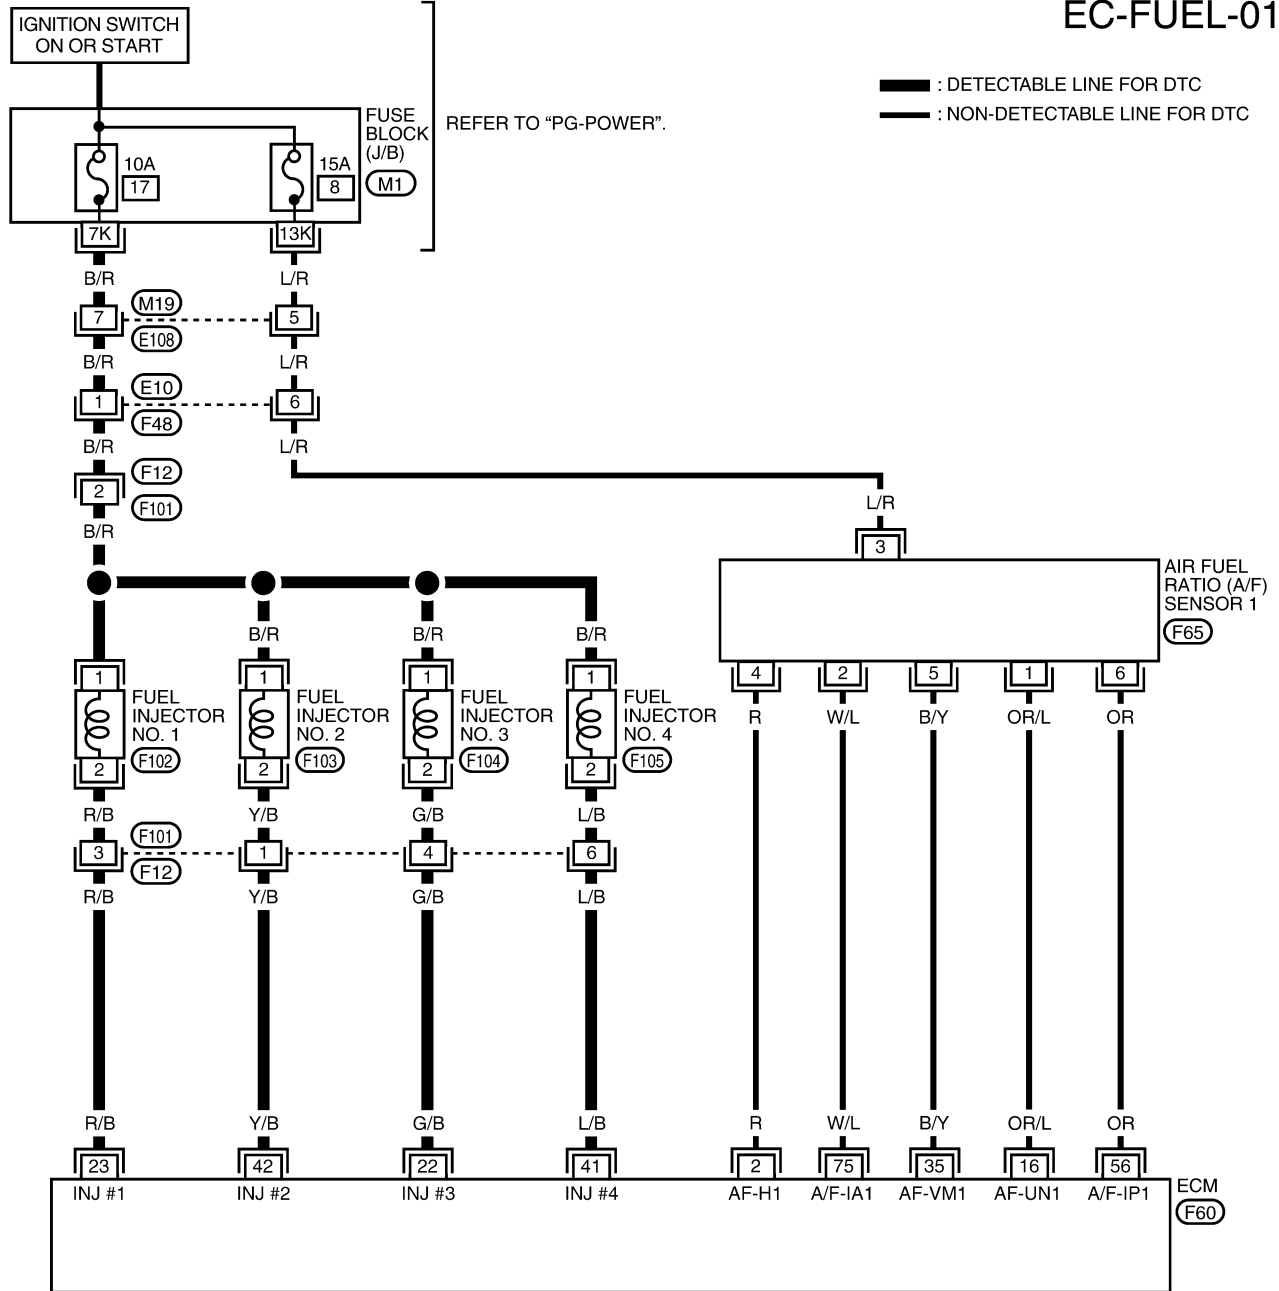 EC-FUEL-01
IGNITION SWITCH
ON OR START
: DETECTABLE LINE FOR DTC
: NON-DETECTABLE LINE FOR DTC
FUSE
BLOCK
(J/B)
M1
REFER TO “PG-POWER”.
10A
17
15A
8
7K
13K
B/R
L/R
7
M19
E108
5
B/R
L/R
1
E10
F48
6
B/R
L/R
2
F12
F101
L/R
B/R
3
AIR FUEL
RATIO (A/F)
SENSOR 1
F65
B/R
B/R
B/R
1
1
1
1
4
2
5
1
6
FUEL
INJECTOR
NO. 1
F102
FUEL
INJECTOR
NO. 2
F103
FUEL
INJECTOR
NO. 3
F104
FUEL
INJECTOR
NO. 4
F105
R
W/L
B/Y
OR/L
OR
2
2
2
2
R/B
Y/B
G/B
L/B
3
F101
F12
1
4
6
R/B
Y/B
G/B
L/B
R/B
Y/B
G/B
L/B
R
W/L
B/Y
OR/L
OR
23
42
22
41
2
75
35
16
56
INJ #1
INJ #2
INJ #3
INJ #4
AF-H1
A/F-IA1
AF-VM1
AF-UN1
A/F-IP1
ECM
F60